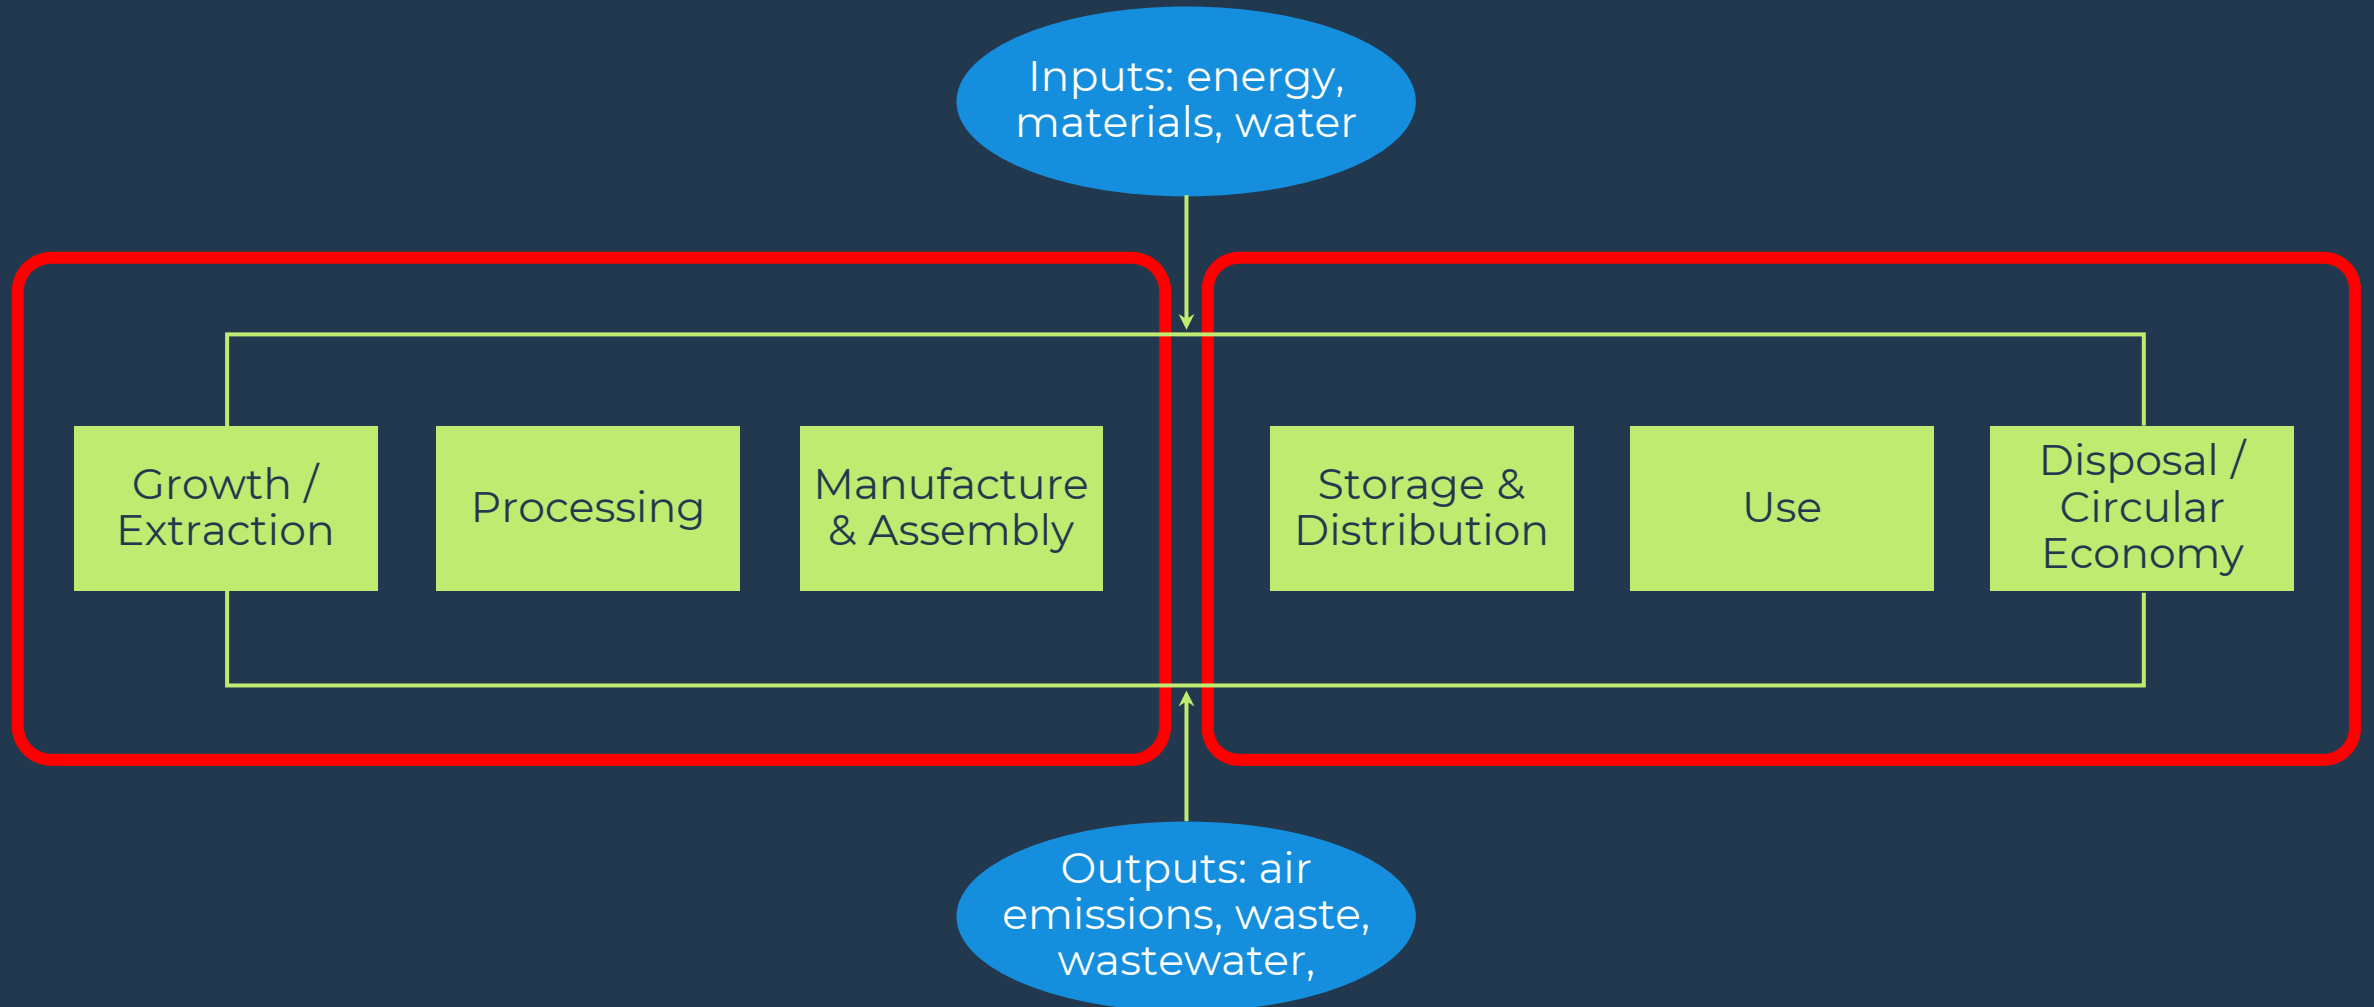 Inputs: energy,
materials, water
Growth /
Extraction
Processing
Manufacture
& Assembly
Storage &
Distribution
Use
Disposal /
Circular
Economy
Outputs: air
emissions, waste,
wastewater,